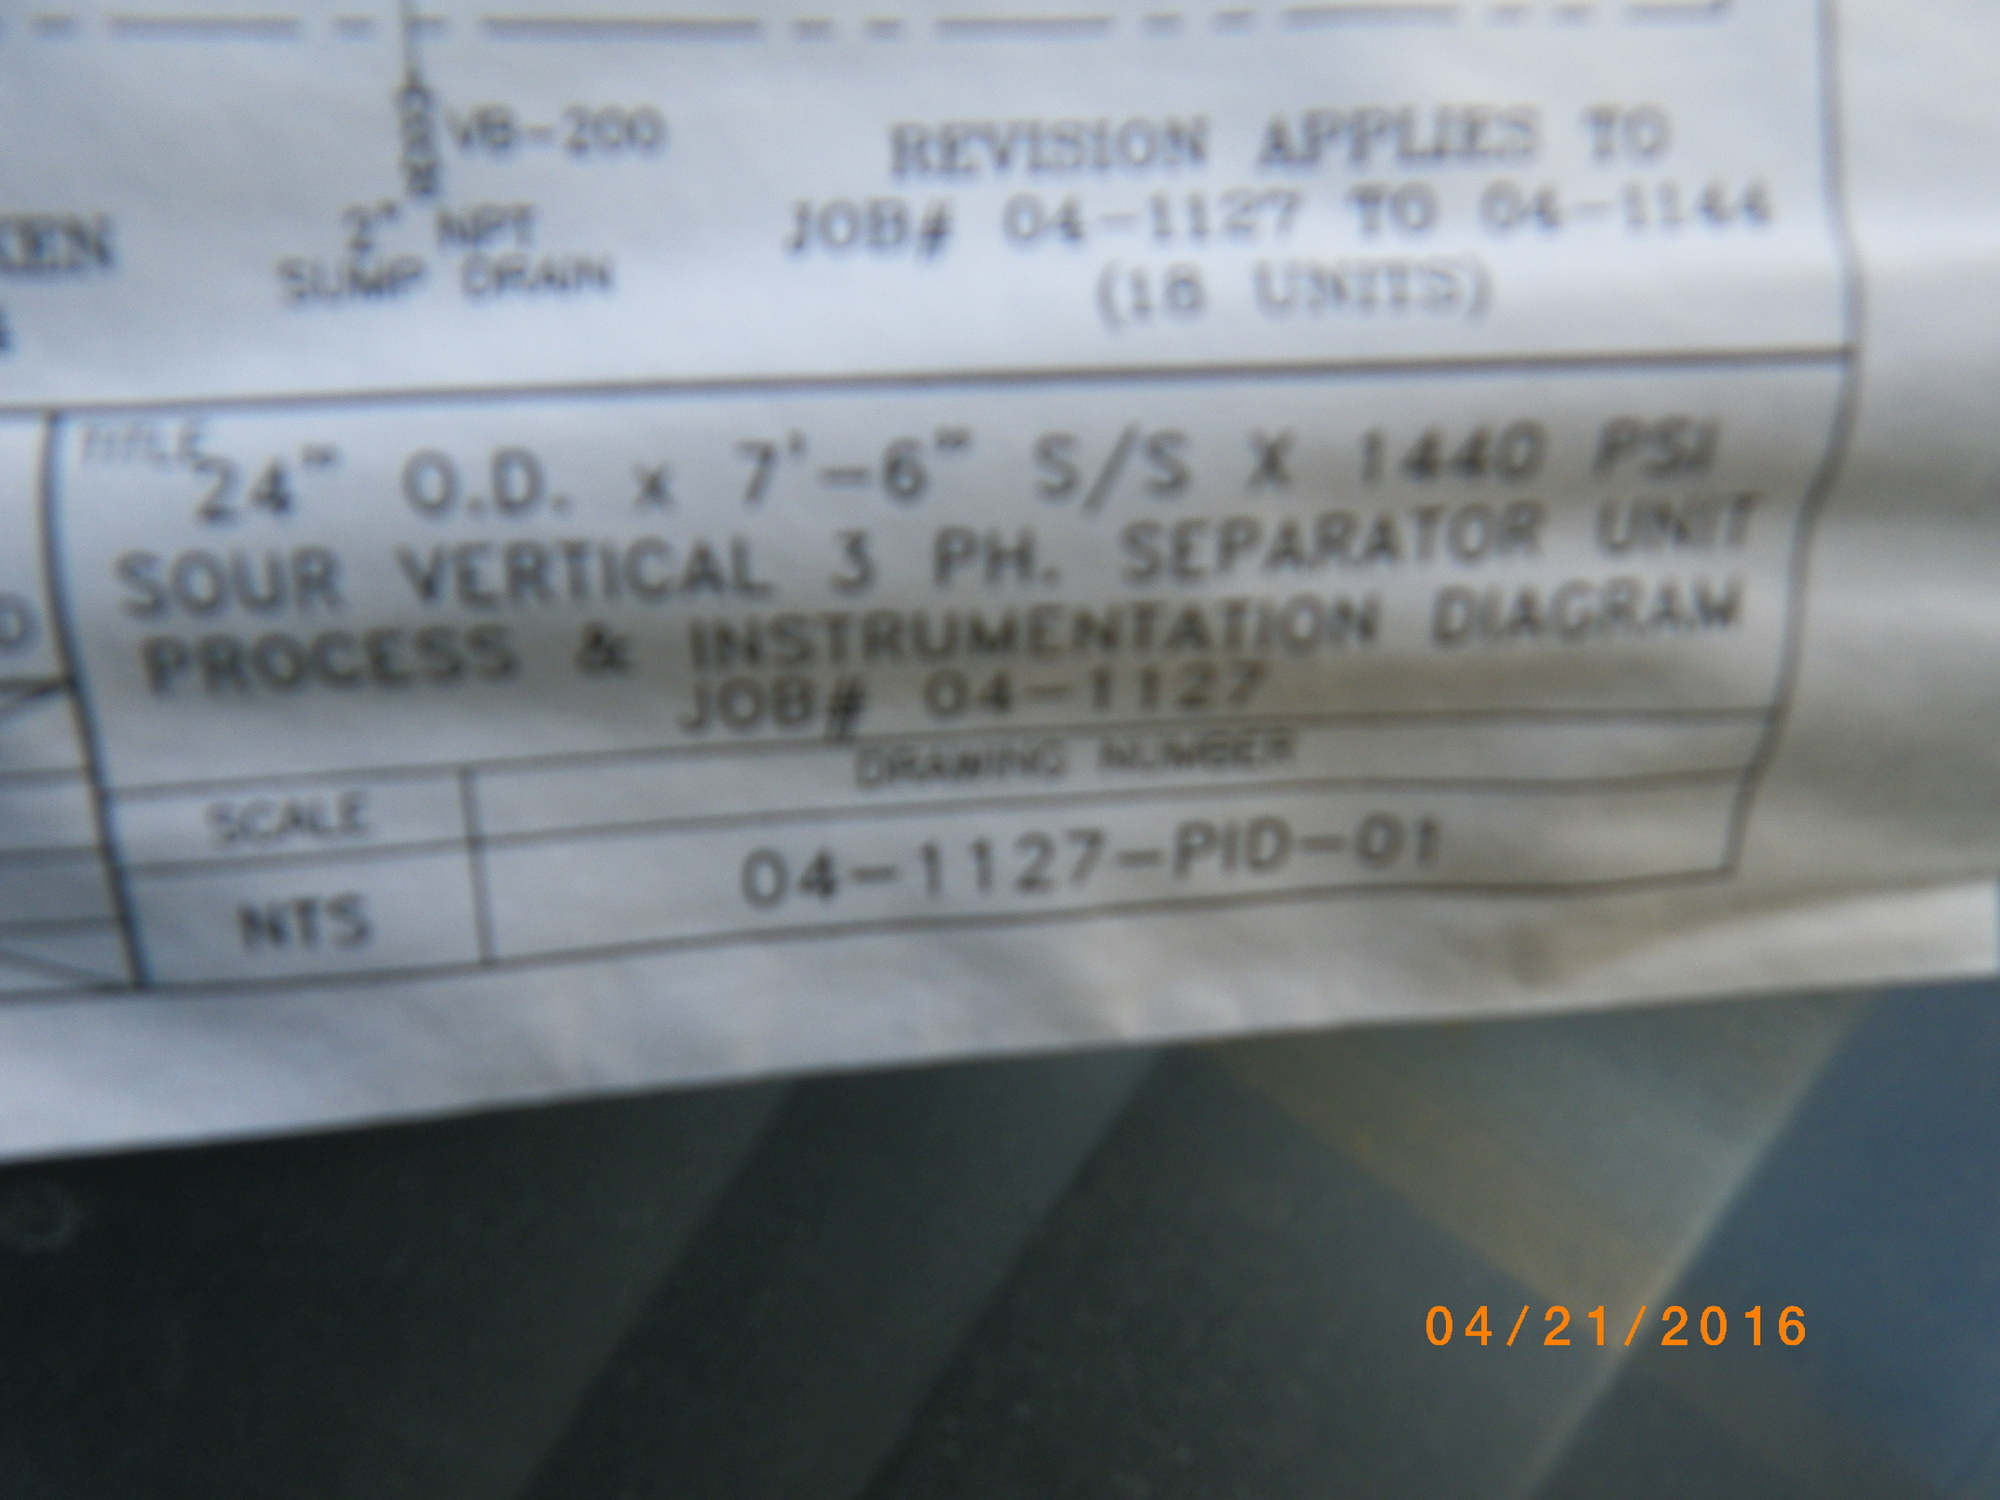 VB-200
2" NPT
SUMP DRAIN
REVISION APPLIES TO
JOB# 04-1127 TO 04-1144
(18 UNITS)
TITLE
24" O.D. x 7'-6" S/S X 1440 PSI
SOUR VERTICAL 3 PH. SEPARATOR UNIT
PROCESS & INSTRUMENTATION DIAGRAM
JOB# 04-1127
SCALE
DRAWING NUMBER
NTS
04-1127-PID-01
04/21/2016